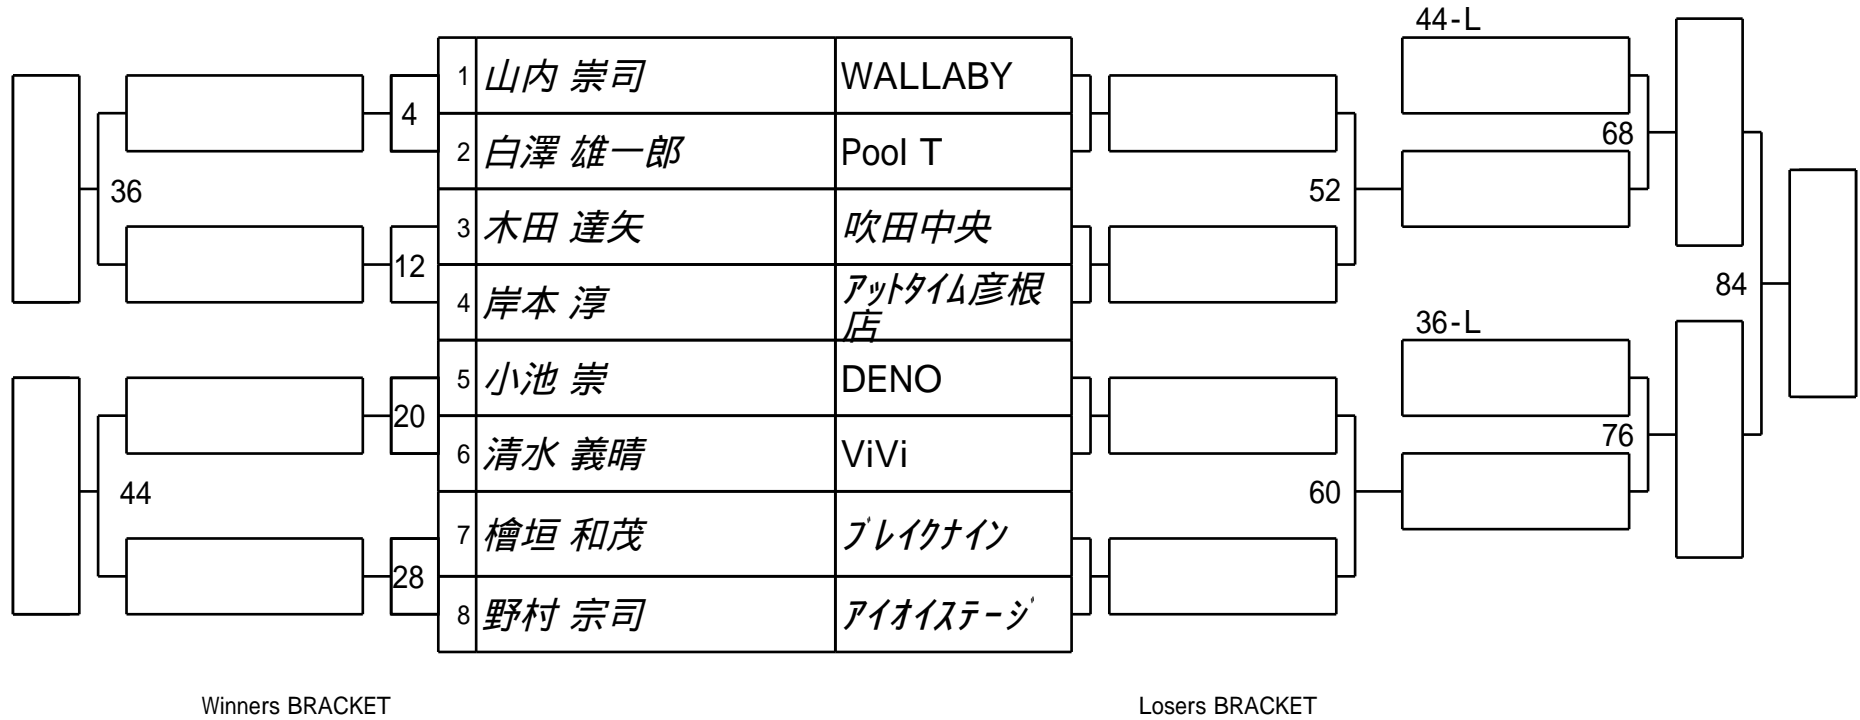 44-L
1 山内 崇司 WALLABY
4
2 白澤 雄一郎 Pool T
68
36
52
3 木田 達矢 吹田中央
12
4 岸本 淳 ｱｯﾄﾀｲﾑ彦根
店
84
36-L
5 小池 崇 DENO
20
76
6 清水 義晴 ViVi
44
60
7 檜垣 和茂 ﾌﾞﾚｲｸﾅｲﾝ
28
8 野村 宗司 ｱｲｵｲｽﾃｰｼﾞ
Winners BRACKET
Losers BRACKET